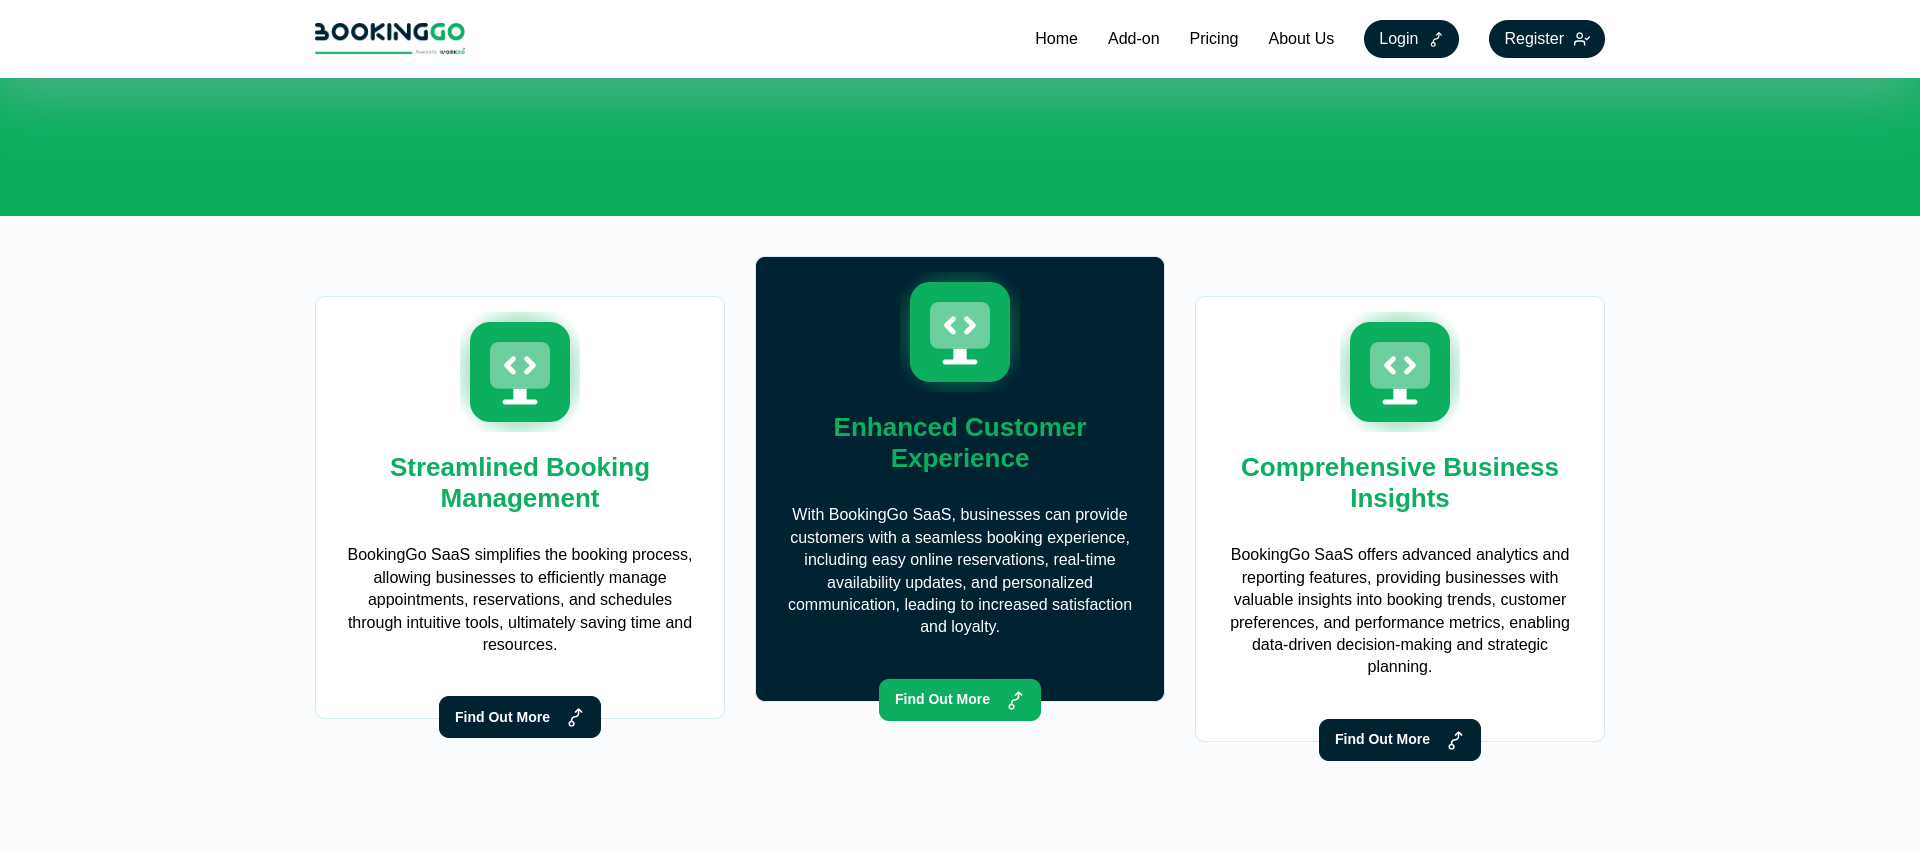 BOOKINGGO
Powered by WORKDO
Home
Add-on
Pricing
About Us
Login
Register
Streamlined Booking
Management
BookingGo SaaS simplifies the booking process,
allowing businesses to efficiently manage
appointments, reservations, and schedules
through intuitive tools, ultimately saving time and
resources.
Find Out More
Enhanced Customer
Experience
With BookingGo SaaS, businesses can provide
customers with a seamless booking experience,
including easy online reservations, real-time
availability updates, and personalized
communication, leading to increased satisfaction
and loyalty.
Find Out More
Comprehensive Business
Insights
BookingGo SaaS offers advanced analytics and
reporting features, providing businesses with
valuable insights into booking trends, customer
preferences, and performance metrics, enabling
data-driven decision-making and strategic
planning.
Find Out More